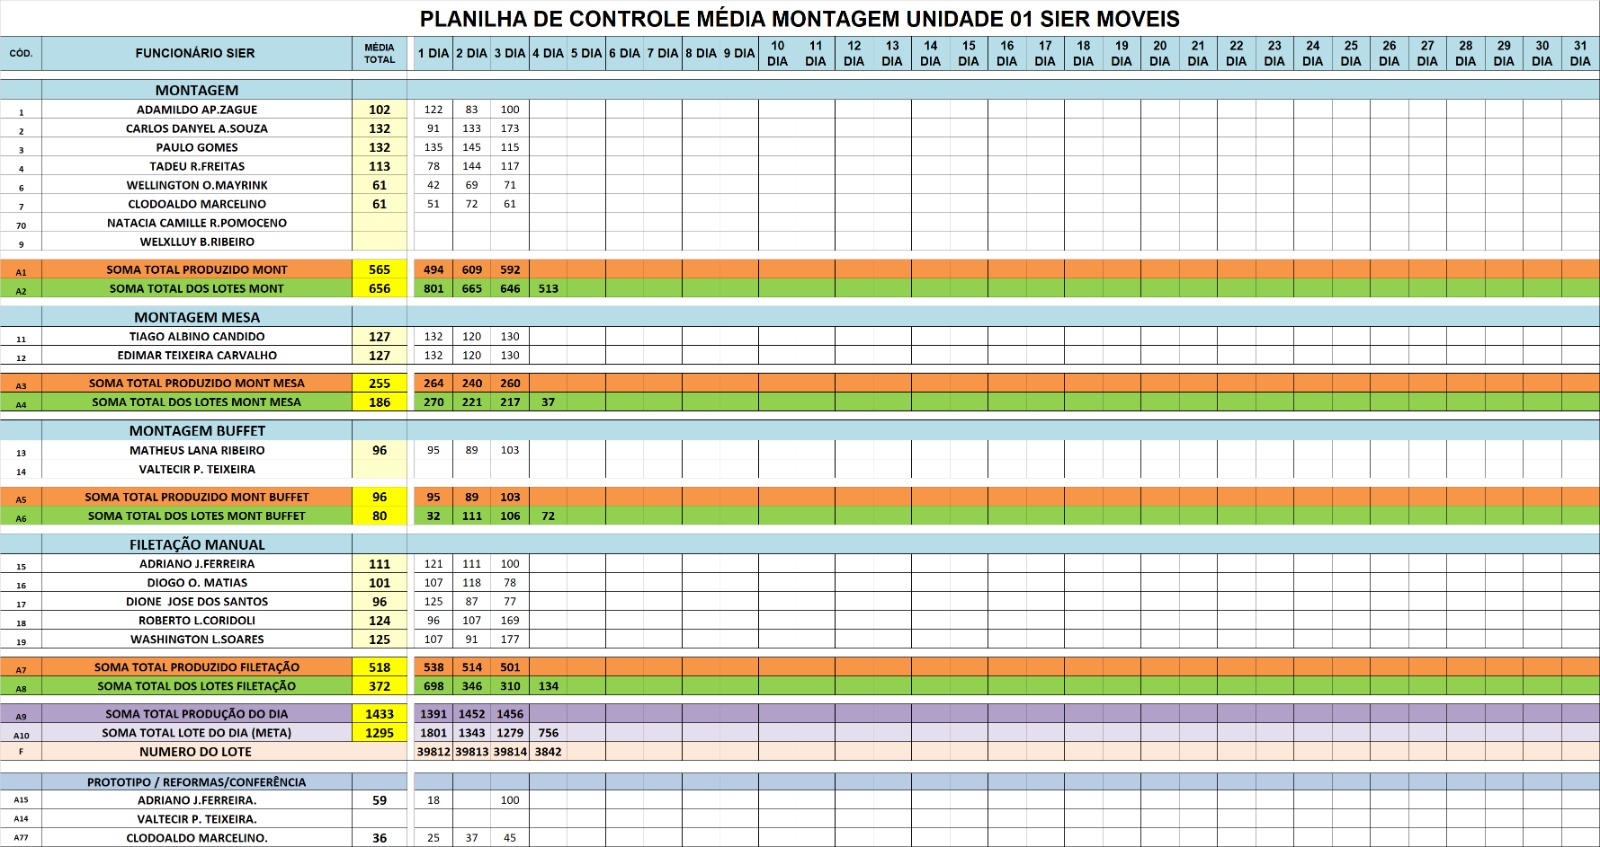 PLANILHA DE CONTROLE MÉDIA MONTAGEM UNIDADE 01 SIER MOVEIS
CÓD. FUNCIONÁRIO SIER MÉDIA TOTAL 1 DIA 2 DIA 3 DIA 4 DIA 5 DIA 6 DIA 7 DIA 8 DIA 9 DIA 10 DIA 11 DIA 12 DIA 13 DIA 14 DIA 15 DIA 16 DIA 17 DIA 18 DIA 19 DIA 20 DIA 21 DIA 22 DIA 23 DIA 24 DIA 25 DIA 26 DIA 27 DIA 28 DIA 29 DIA 30 DIA 31 DIA
MONTAGEM
1 ADAMILDO AP.ZAGUE 102 122 83 100
2 CARLOS DANYEL A.SOUZA 132 91 133 173
3 PAULO GOMES 132 135 145 115
4 TADEU R.FREITAS 113 78 144 117
6 WELLINGTON O.MAYRINK 61 42 69 71
7 CLODOALDO MARCELINO 61 51 72 61
70 NATACIA CAMILLE R.POMOCENO
9 WELXLLUY B.RIBEIRO
A1 SOMA TOTAL PRODUZIDO MONT 565 494 609 592
A2 SOMA TOTAL DOS LOTES MONT 656 801 665 646 513
MONTAGEM MESA
11 TIAGO ALBINO CANDIDO 127 132 120 130
12 EDIMAR TEIXEIRA CARVALHO 127 132 120 130
A3 SOMA TOTAL PRODUZIDO MONT MESA 255 264 240 260
A4 SOMA TOTAL DOS LOTES MONT MESA 186 270 221 217 37
MONTAGEM BUFFET
13 MATHEUS LANA RIBEIRO 96 95 89 103
14 VALTECIR P. TEIXEIRA
A5 SOMA TOTAL PRODUZIDO MONT BUFFET 96 95 89 103
A6 SOMA TOTAL DOS LOTES MONT BUFFET 80 32 111 106 72
FILETAÇÃO MANUAL
15 ADRIANO J.FERREIRA 111 121 111 100
16 DIOGO O. MATIAS 101 107 118 78
17 DIONE JOSE DOS SANTOS 96 125 87 77
18 ROBERTO L.CORIDOLI 124 96 107 169
19 WASHINGTON L.SOARES 125 107 91 177
A7 SOMA TOTAL PRODUZIDO FILETAÇÃO 518 538 514 501
A8 SOMA TOTAL DOS LOTES FILETAÇÃO 372 698 346 310 134
A9 SOMA TOTAL PRODUÇÃO DO DIA 1433 1391 1452 1456
A10 SOMA TOTAL LOTE DO DIA (META) 1295 1801 1343 1279 756
F NUMERO DO LOTE 39812 39813 39814 3842
PROTOTIPO / REFORMAS/CONFERÊNCIA
A15 ADRIANO J.FERREIRA. 59 18 100
A14 VALTECIR P. TEIXEIRA.
A77 CLODOALDO MARCELINO. 36 25 37 45